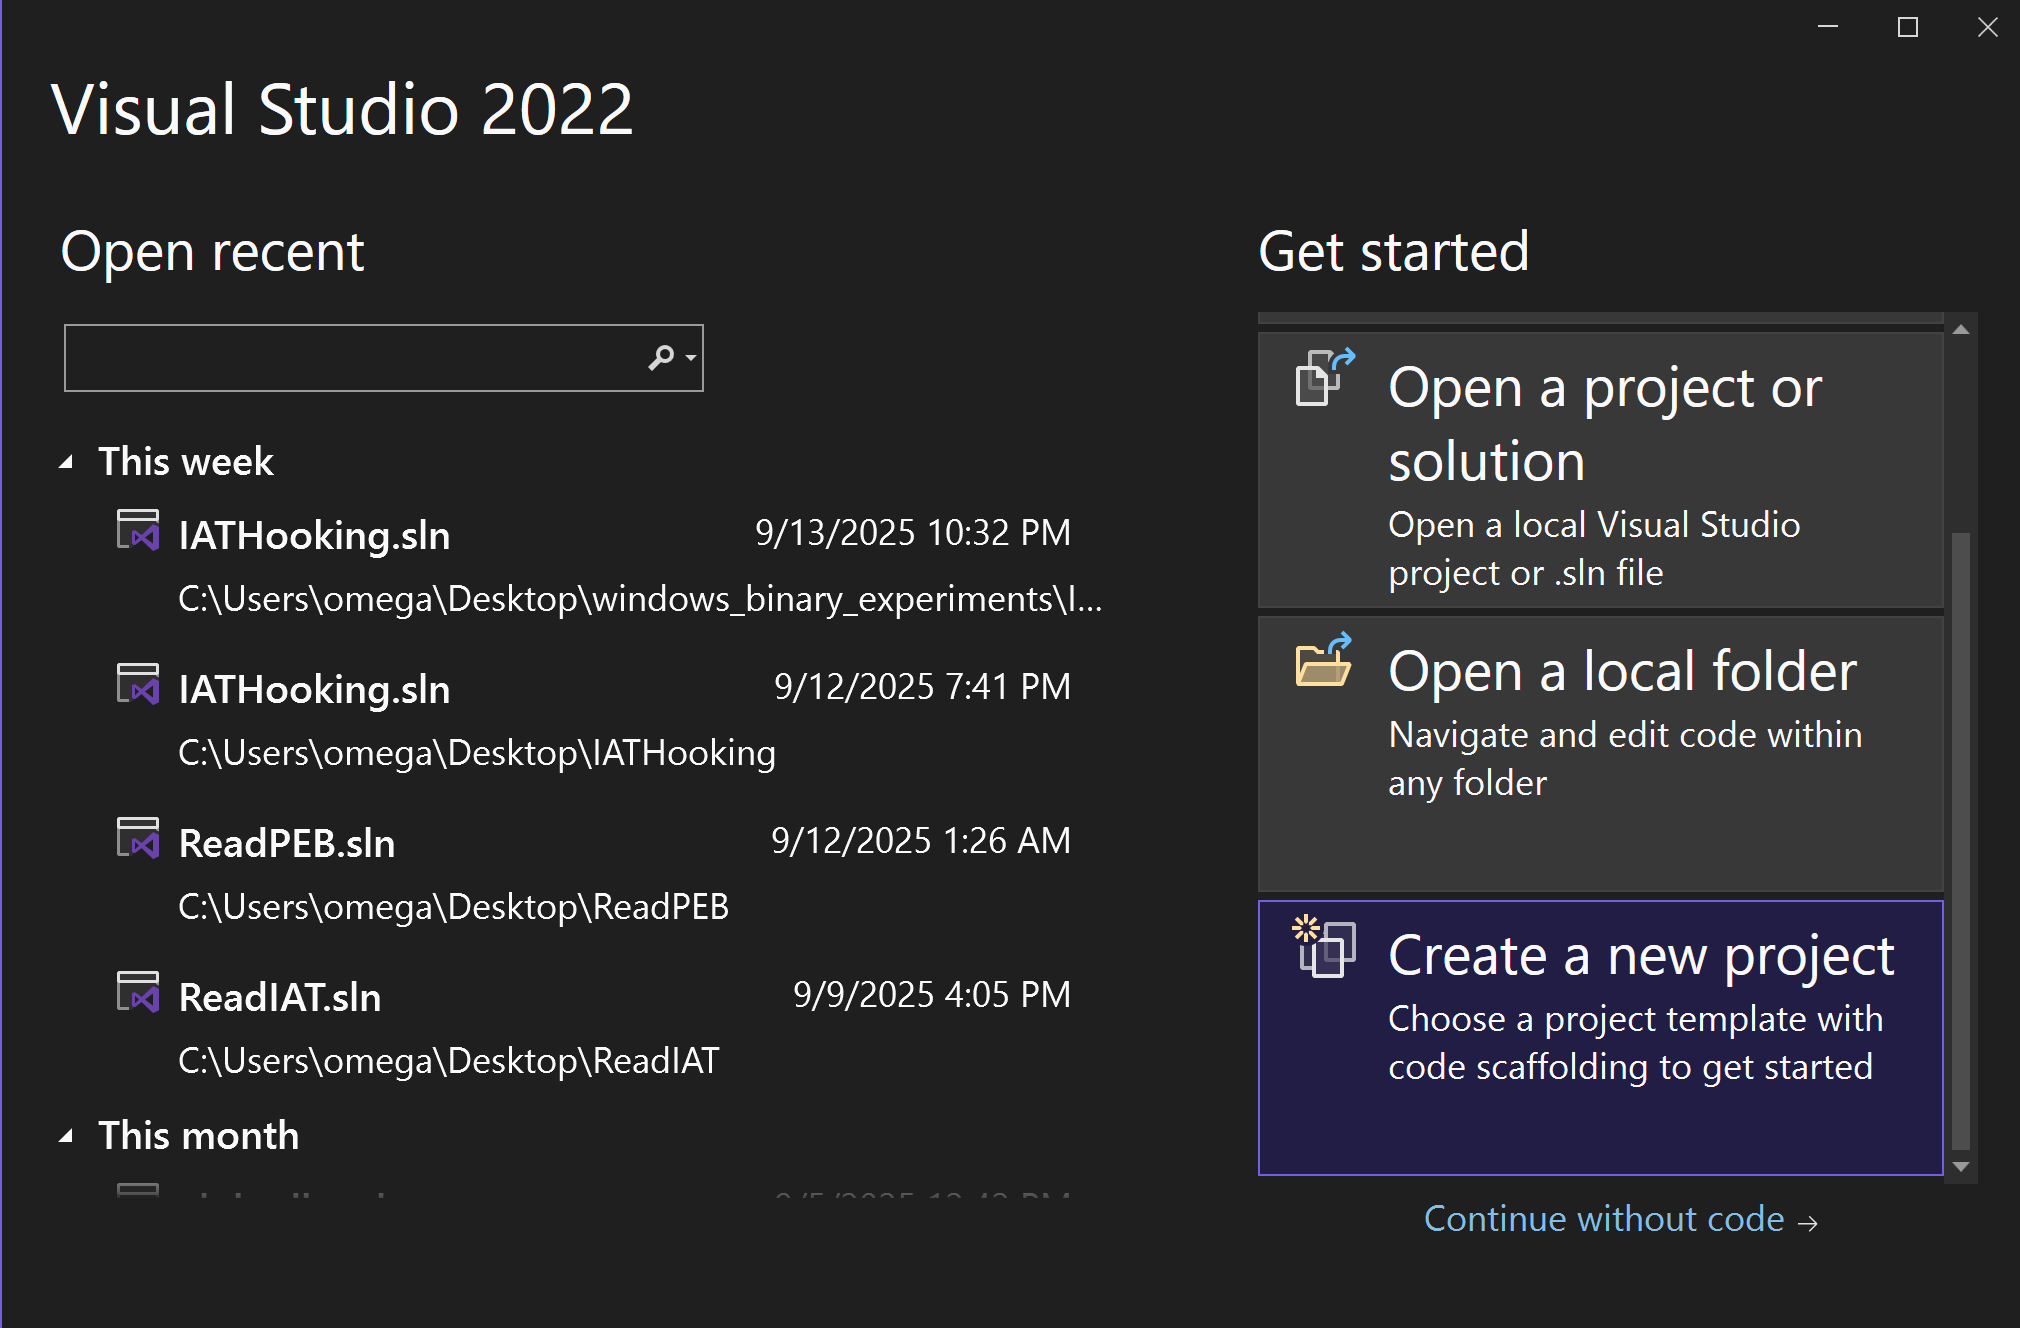 Visual Studio 2022
Open recent
This week
IATHooking.sln 9/13/2025 10:32 PM
C:\Users\omega\Desktop\windows_binary_experiments\I...
IATHooking.sln 9/12/2025 7:41 PM
C:\Users\omega\Desktop\IATHooking
ReadPEB.sln 9/12/2025 1:26 AM
C:\Users\omega\Desktop\ReadPEB
ReadIAT.sln 9/9/2025 4:05 PM
C:\Users\omega\Desktop\ReadIAT
This month
Get started
Open a project or
solution
Open a local Visual Studio
project or .sln file
Open a local folder
Navigate and edit code within
any folder
Create a new project
Choose a project template with
code scaffolding to get started
Continue without code →